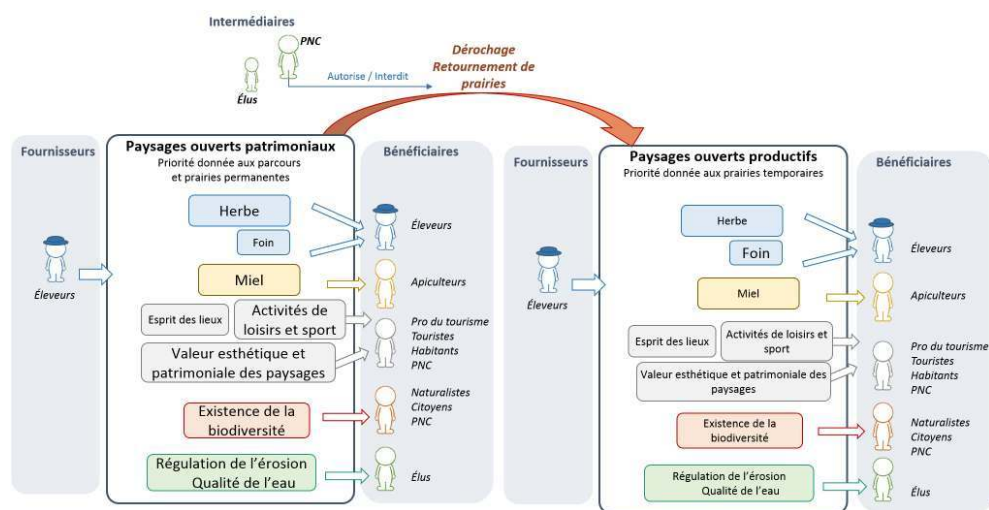 Intermédiaires
PNC
Élus
Autorise / Interdit
Dérochage
Retournement de
prairies
Fournisseurs
Éleveurs
Paysages ouverts patrimoniaux
Priorité donnée aux parcours
et prairies permanentes
Herbe
Foin
Miel
Esprit des lieux
Activités de
loisirs et sport
Valeur esthétique et
patrimoniale des paysages
Existence de la
biodiversité
Régulation de l'érosion
Qualité de l'eau
Bénéficiaires
Éleveurs
Apiculteurs
Pro du tourisme
Touristes
Habitants
PNC
Naturalistes
Citoyens
PNC
Élus
Fournisseurs
Éleveurs
Paysages ouverts productifs
Priorité donnée aux prairies temporaires
Herbe
Foin
Miel
Esprit des lieux
Activités de loisirs et
sport
Valeur esthétique et patrimoniale des
paysages
Existence de la
biodiversité
Régulation de l'érosion
Qualité de l'eau
Bénéficiaires
Éleveurs
Apiculteurs
Pro du tourisme
Touristes
Habitants
PNC
Naturalistes
Citoyens
PNC
Élus